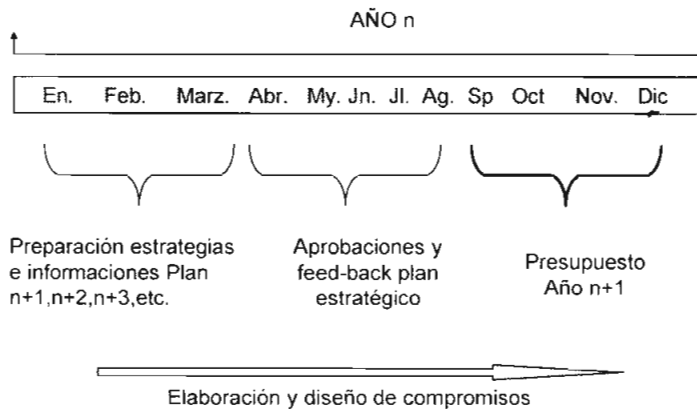 AÑO n
En. Feb. Marz. Abr. My. Jn. Jl. Ag. Sp Oct Nov. Dic
Preparación estrategias
e informaciones Plan
n+1,n+2,n+3,etc.
Aprobaciones y
feed-back plan
estratégico
Presupuesto
Año n+1
Elaboración y diseño de compromisos